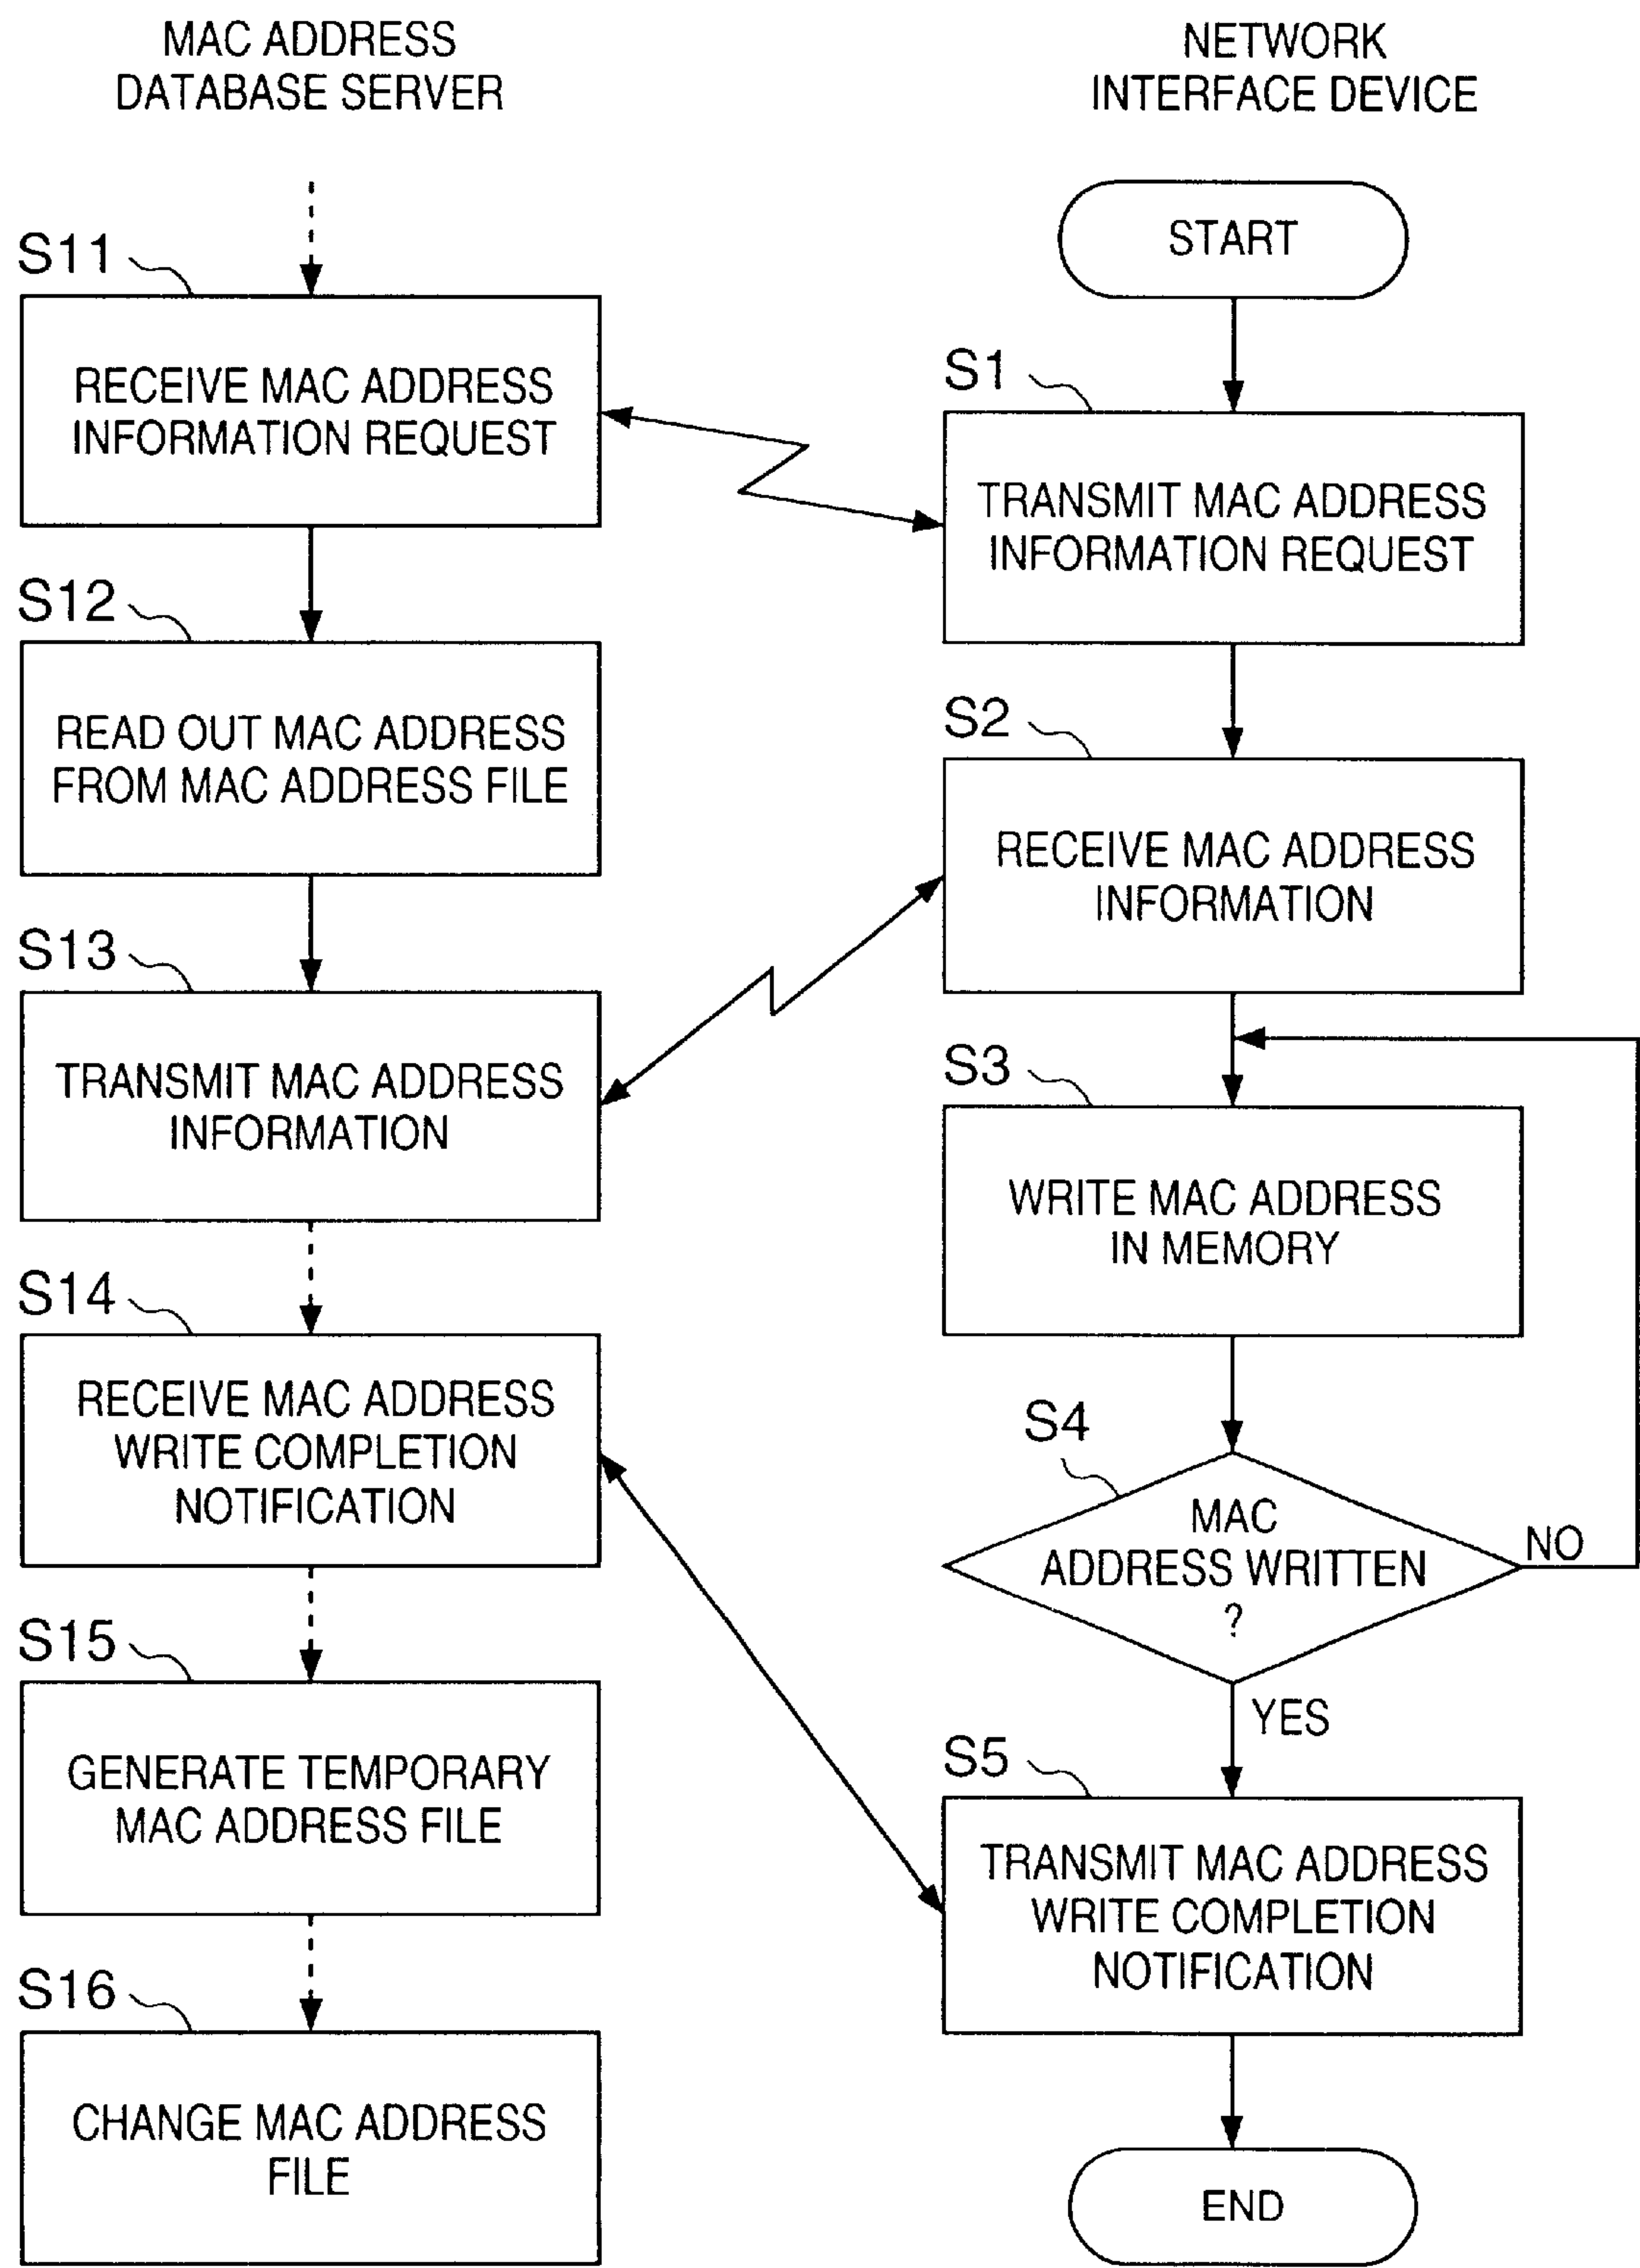 MAC ADDRESS
DATABASE SERVER
S11
RECEIVE MAC ADDRESS
INFORMATION REQUEST
S12
READ OUT MAC ADDRESS
FROM MAC ADDRESS FILE
S13
TRANSMIT MAC ADDRESS
INFORMATION
S14
RECEIVE MAC ADDRESS
WRITE COMPLETION
NOTIFICATION
S15
GENERATE TEMPORARY
MAC ADDRESS FILE
S16
CHANGE MAC ADDRESS
FILE
NETWORK
INTERFACE DEVICE
START
S1
TRANSMIT MAC ADDRESS
INFORMATION REQUEST
S2
RECEIVE MAC ADDRESS
INFORMATION
S3
WRITE MAC ADDRESS
IN MEMORY
S4
MAC
ADDRESS WRITTEN
?
NO
YES
S5
TRANSMIT MAC ADDRESS
WRITE COMPLETION
NOTIFICATION
END